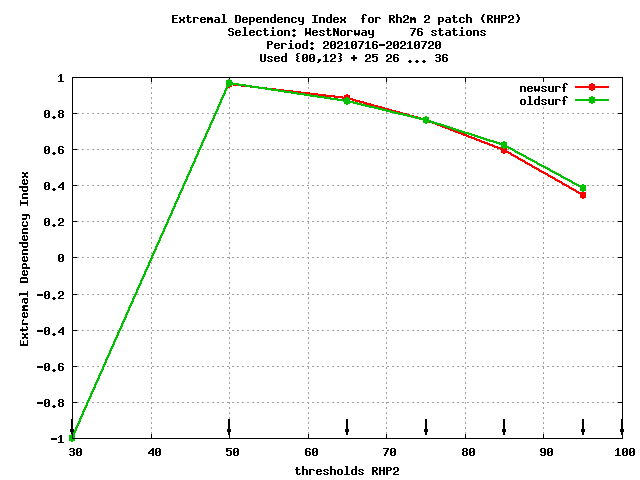 Extremal Dependency Index  for Rh2m 2 patch (RHP2)
Selection: WestNorway     76 stations
Period: 20210716-20210720
Used {00,12} + 25 26 ... 36
newsurf
oldsurf
1
0.8
0.6
0.4
0.2
0
-0.2
-0.4
-0.6
-0.8
-1
Extremal Dependency Index
30 40 50 60 70 80 90 100
thresholds RHP2